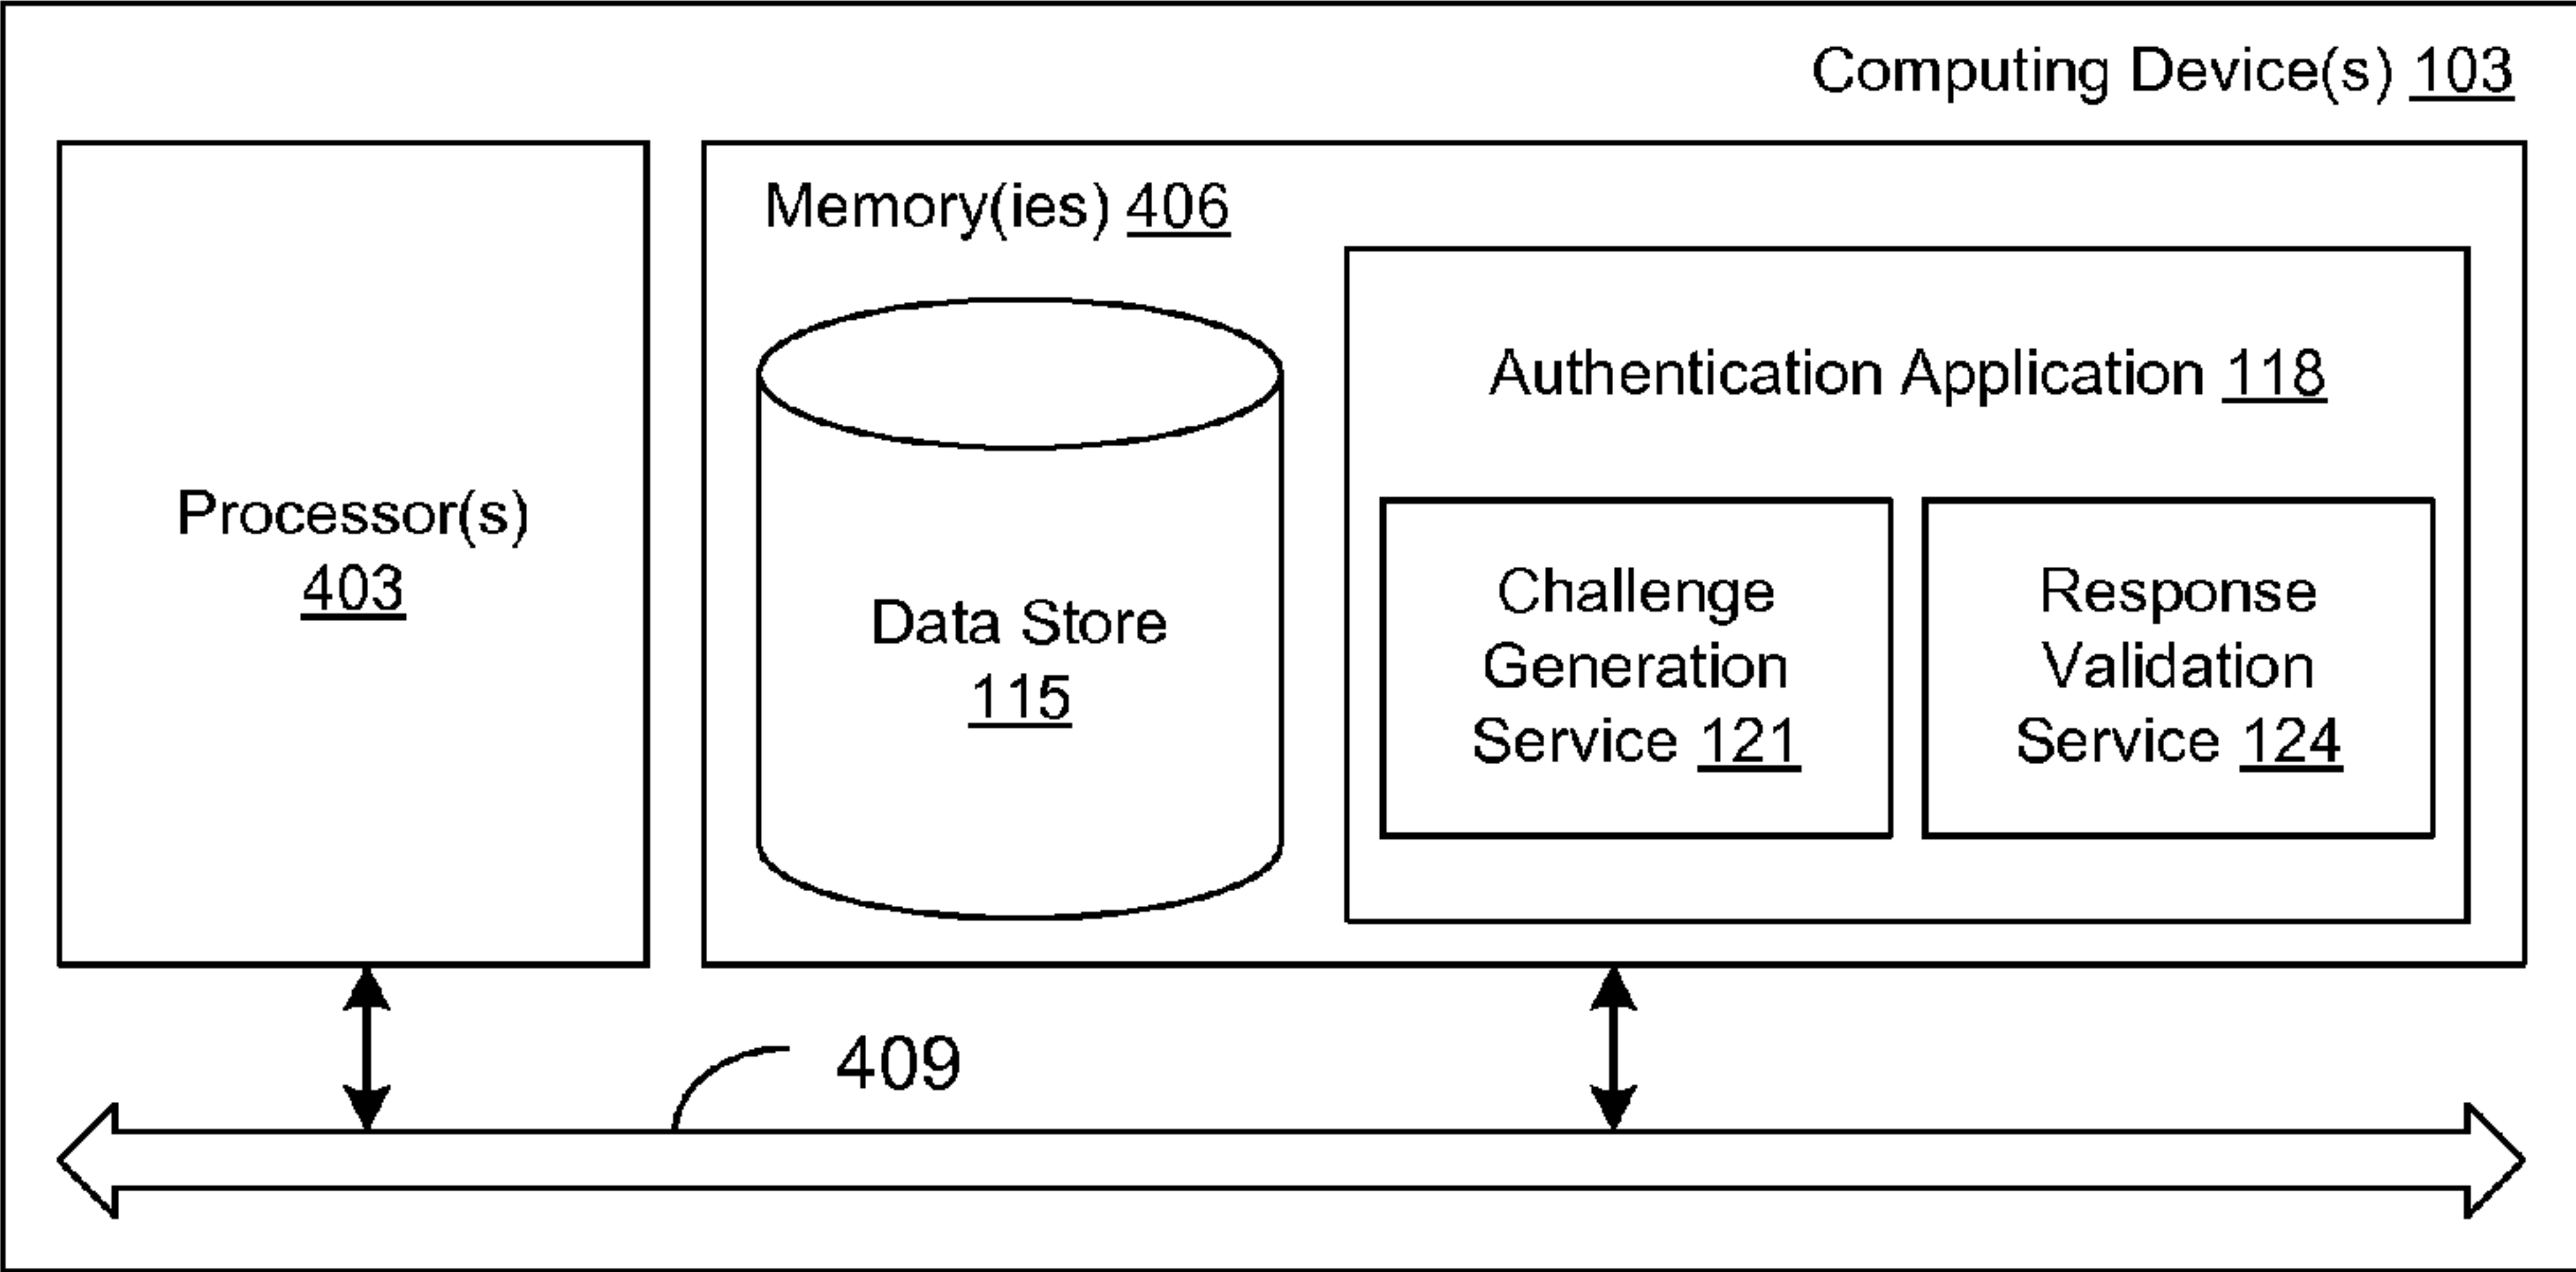 Computing Device(s) 103
Memory(ies) 406
Processor(s)
403
Data Store
115
Authentication Application 118
Challenge
Generation
Service 121
Response
Validation
Service 124
409